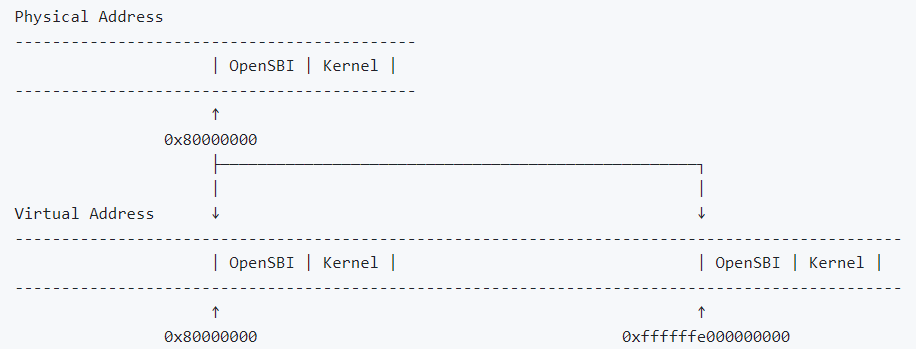 Physical Address
-------------------------------------------
| OpenSBI | Kernel |
-------------------------------------------
↑
0x80000000
├───────────────────────────────────────────────────┐
| |
Virtual Address ↓ ↓
-----------------------------------------------------------------------------------------------
| OpenSBI | Kernel | | OpenSBI | Kernel |
-----------------------------------------------------------------------------------------------
↑ ↑
0x80000000 0xffffffe000000000